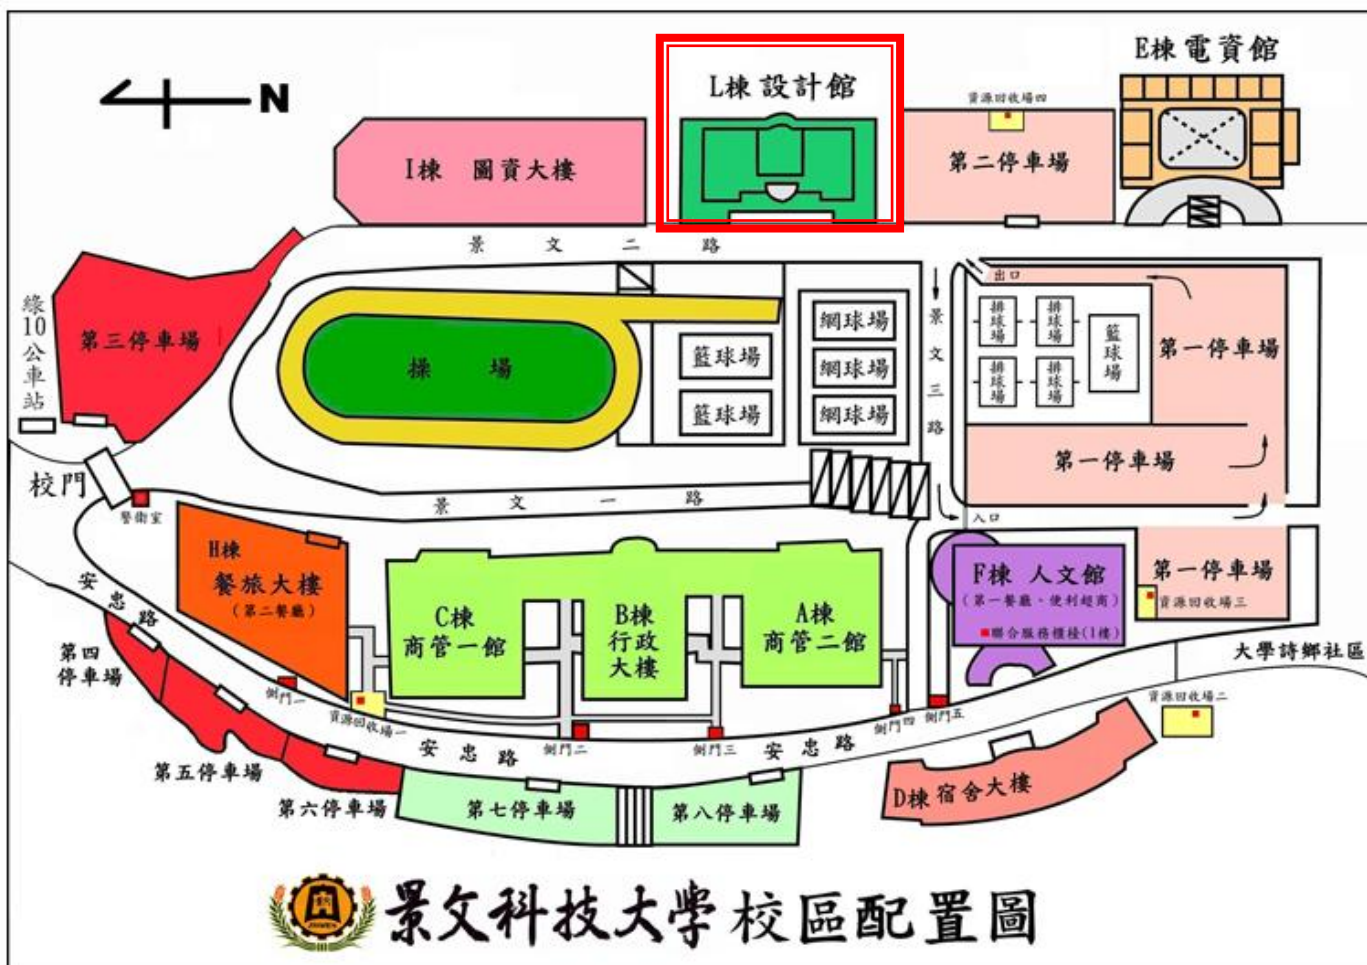 N
L棟 設計館
E棟 電資館
資源回收場四
I棟 圖資大樓
第二停車場
景文二路
綠10公車站
第三停車場
操場
籃球場
籃球場
網球場
網球場
網球場
景文三路
出口
排球場
排球場
排球場
排球場
籃球場
第一停車場
第一停車場
校門
警衛室
景文一路
入口
H棟
餐旅大樓
(第二餐廳)
C棟
商管一館
B棟
行政
大樓
A棟
商管二館
F棟 人文館
(第一餐廳、便利超商)
聯合服務櫃檯(1樓)
第一停車場
資源回收場三
大學詩鄉社區
安忠路
第四
停車場
側門一
資源回收場一
第五停車場
安忠路
側門二
側門三
安忠路
側門四
側門五
資源回收場二
第六停車場
第七停車場
第八停車場
D棟 宿舍大樓
景文科技大學 校區配置圖